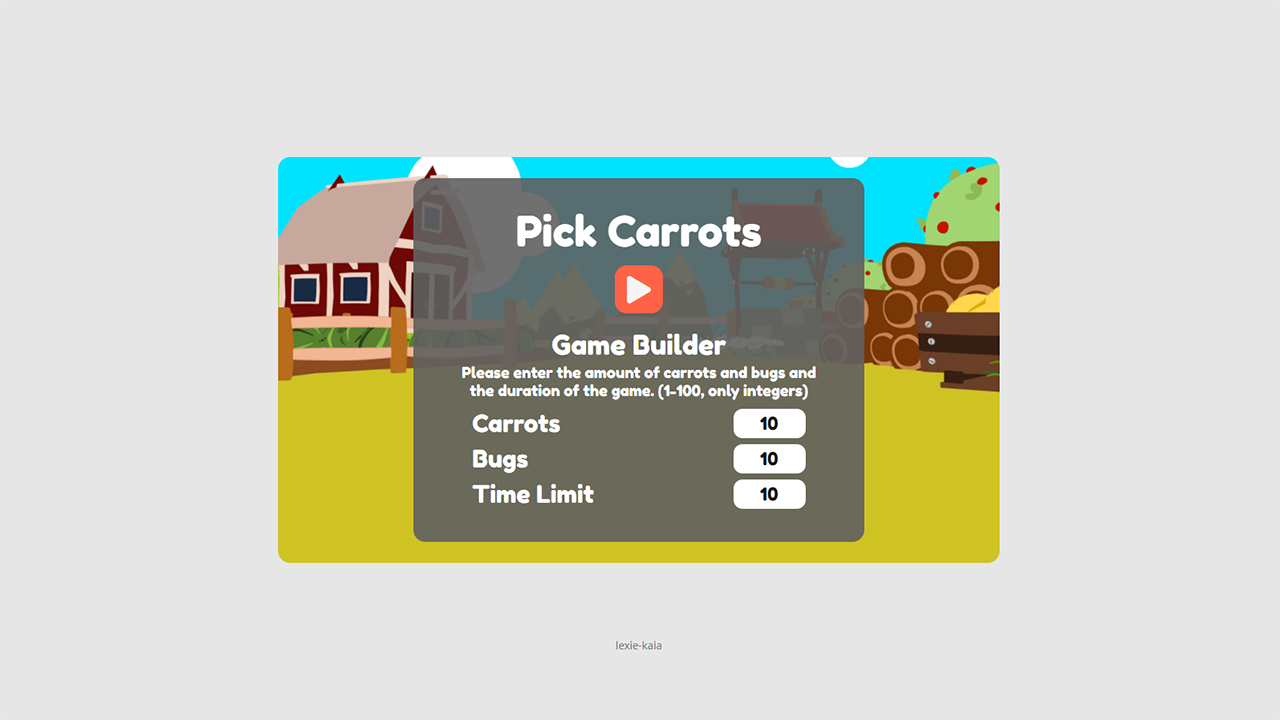 Pick Carrots
Game Builder
Please enter the amount of carrots and bugs and
the duration of the game. (1-100, only integers)
Carrots 10
Bugs 10
Time Limit 10
lexie-kaia